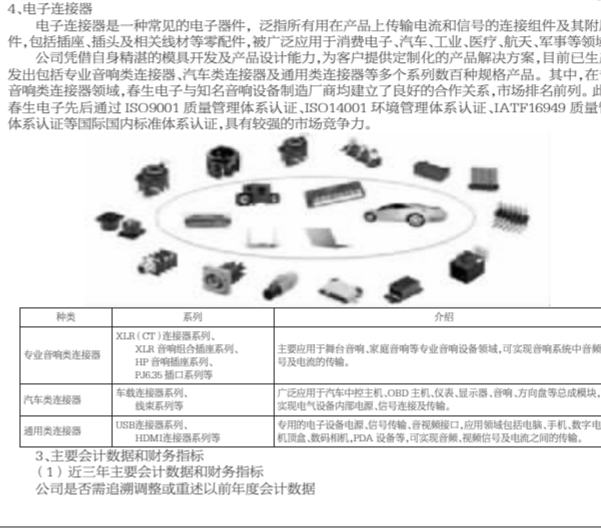 4、电子连接器
电子连接器是一种常见的电子器件，泛指所有用在产品上传输电流和信号的连接组件及其附属
件，包括插座、插头及相关线材等零配件，被广泛应用于消费电子、汽车、工业、医疗、航天、军事等领域
公司凭借自身精湛的模具开发及产品设计能力，为客户提供定制化的产品解决方案，目前已生
发出包括专业音响类连接器、汽车类连接器及通用类连接器等多个系列数百种规格产品。其中，在
音响类连接器领域，春生电子与知名音响设备制造厂商均建立了良好的合作关系，市场排名前列。此
春生电子先后通过ISO9001质量管理体系认证、ISO14001环境管理体系认证、IATF16949质量
体系认证等国际国内标准体系认证，具有较强的市场竞争力。
种类 系列 介绍
专业音响类连接器
XLR（CT）连接器系列、
XLR音响组合插座系列、
HP音响插座系列、
PJ6.35插口系列等
主要应用于舞台音响、家庭音响等专业音响设备领域，可实现音响系统中音频
号及电流的传输。
汽车类连接器
车载连接器系列、
线束系列等
广泛应用于汽车中控主机、OBD主机、仪表、显示器、音响、方向盘等总成模块，
实现电气设备内部电源、信号连接及传输。
通用类连接器
USB连接器系列、
HDMI连接器系列等
专用的电子设备电源、信号传输、音视频接口，应用领域包括电脑、手机、数字电
机顶盒、数码相机，PDA设备等，可实现音频、视频信号及电流之间的传输。
3、主要会计数据和财务指标
（1）近三年主要会计数据和财务指标
公司是否需追溯调整或重述以前年度会计数据